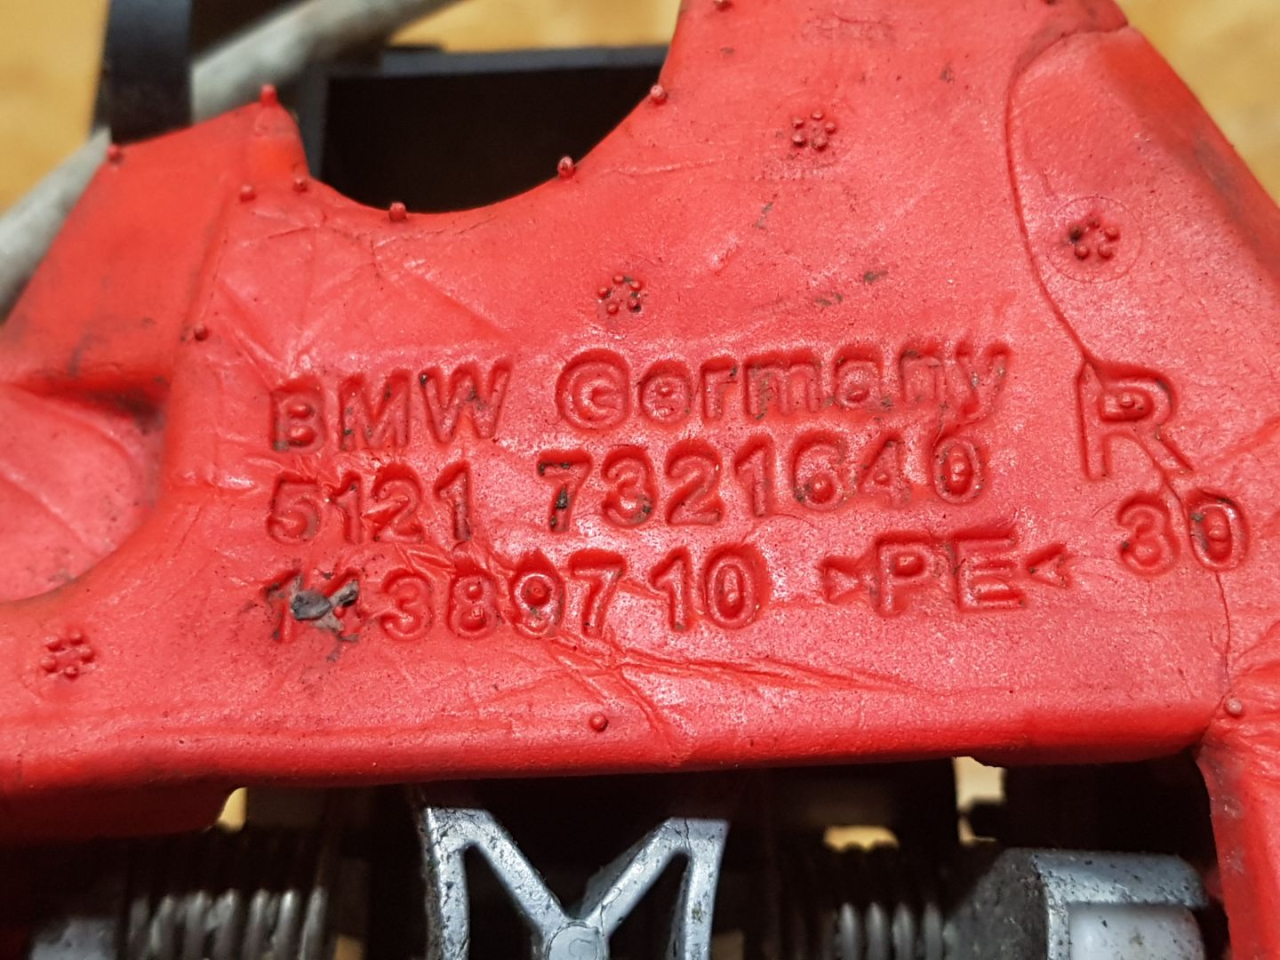 BMW Germany
5121 7321640
>PE<
R
30